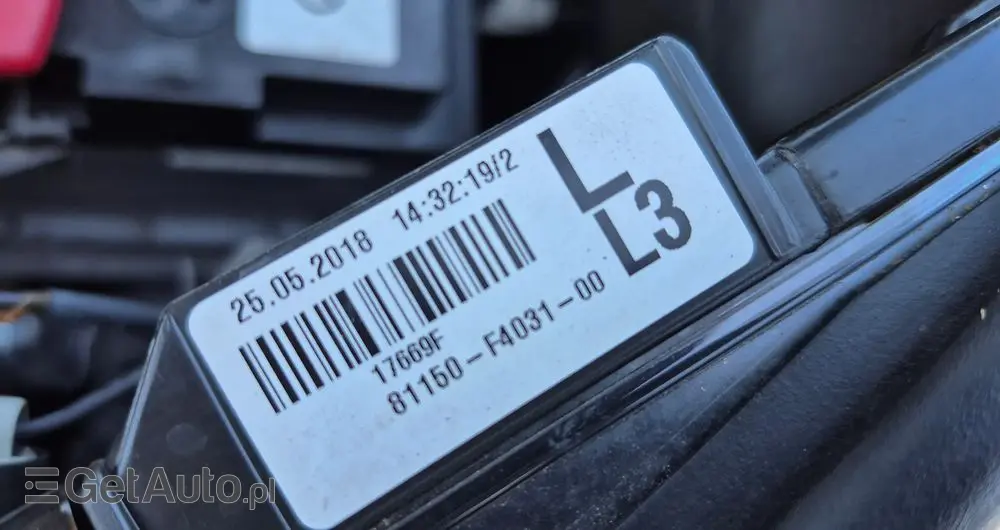 25.05.2018 14:32:19/2
L
L3
17669F
81150-F4031-00
GetAuto.pl